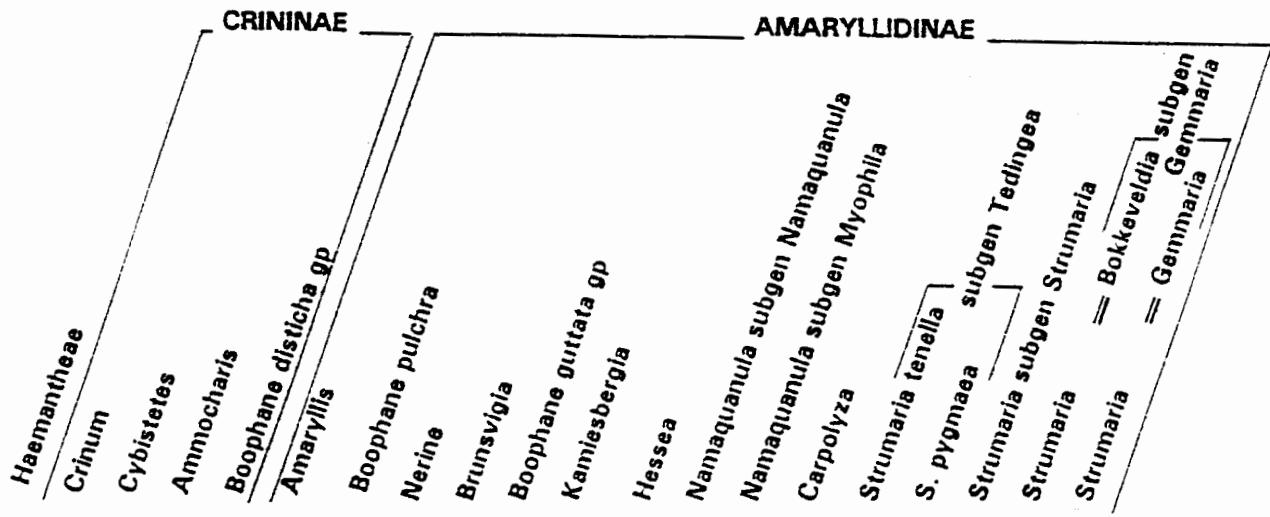 CRININAE
AMARYLLIDINAE
Haemantheae
Crinum
Cybistetes
Ammocharis
Boophane disticha gp
Amaryllis
Boophane pulchra
Nerine
Brunsvigia
Boophane guttata gp
Kamiesbergia
Hessea
Namaquanula subgen Namaquanula
Namaquanula subgen Myophila
Carpolyza
Strumaria tenella
S. pygmaea
subgen Tedingea
Strumaria subgen Strumaria
Strumaria = Bokkeveldia
Strumaria = Gemmaria
subgen
Gemmaria